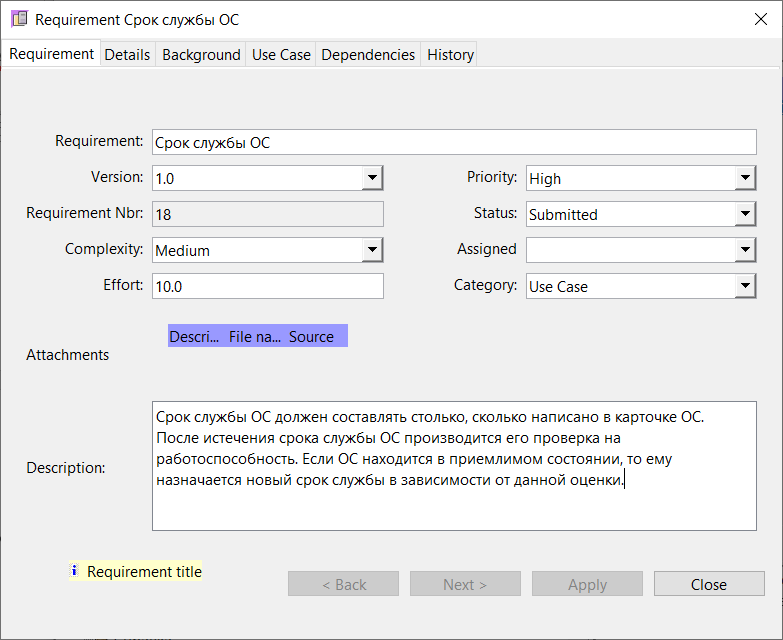 Requirement Срок службы ОС
Requirement Details Background Use Case Dependencies History
Requirement: Срок службы ОС
Version: 1.0 Priority: High
Requirement Nbr: 18 Status: Submitted
Complexity: Medium Assigned
Effort: 10.0 Category: Use Case
Descri... File na... Source
Attachments
Срок службы ОС должен составлять столько, сколько написано в карточке ОС.
После истечения срока службы ОС производится его проверка на
Description: работоспособность. Если ОС находится в приемлимом состоянии, то ему
назначается новый срок службы в зависимости от данной оценки.
i Requirement title
< Back Next > Apply Close